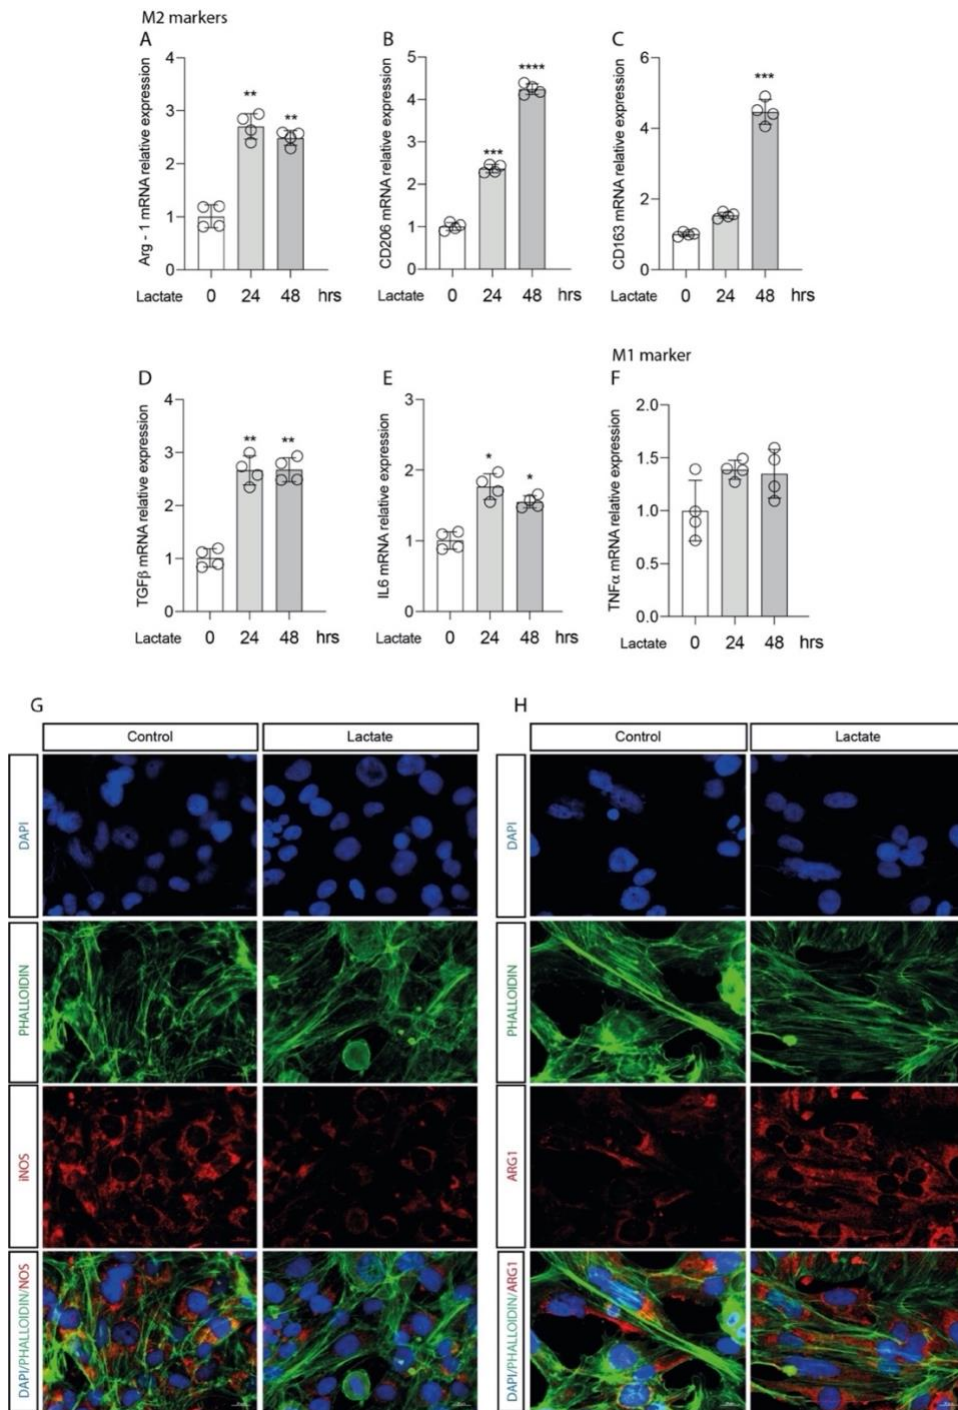 M2 markers
A
B
C
Arg - 1 mRNA relative expression
4
3
2
1
0
**
**
Lactate 0 24 48 hrs
CD206 mRNA relative expression
5
4
3
2
1
0
***
****
0 24 48 hrs
CD163 mRNA relative expression
6
4
2
0
***
Lactate 0 24 48 hrs
D
E
M1 marker
F
TGFβ mRNA relative expression
4
3
2
1
0
**
**
Lactate 0 24 48 hrs
IL6 mRNA relative expression
3
2
1
0
*
*
Lactate 0 24 48 hrs
TNFα mRNA relative expression
2.0
1.5
1.0
0.5
0.0
Lactate 0 24 48 hrs
G
Control
Lactate
DAPI
PHALLOIDIN
iNOS
DAPI/PHALLOIDIN/NOS
H
Control
Lactate
DAPI
PHALLOIDIN
ARG1
DAPI/PHALLOIDIN/ARG1